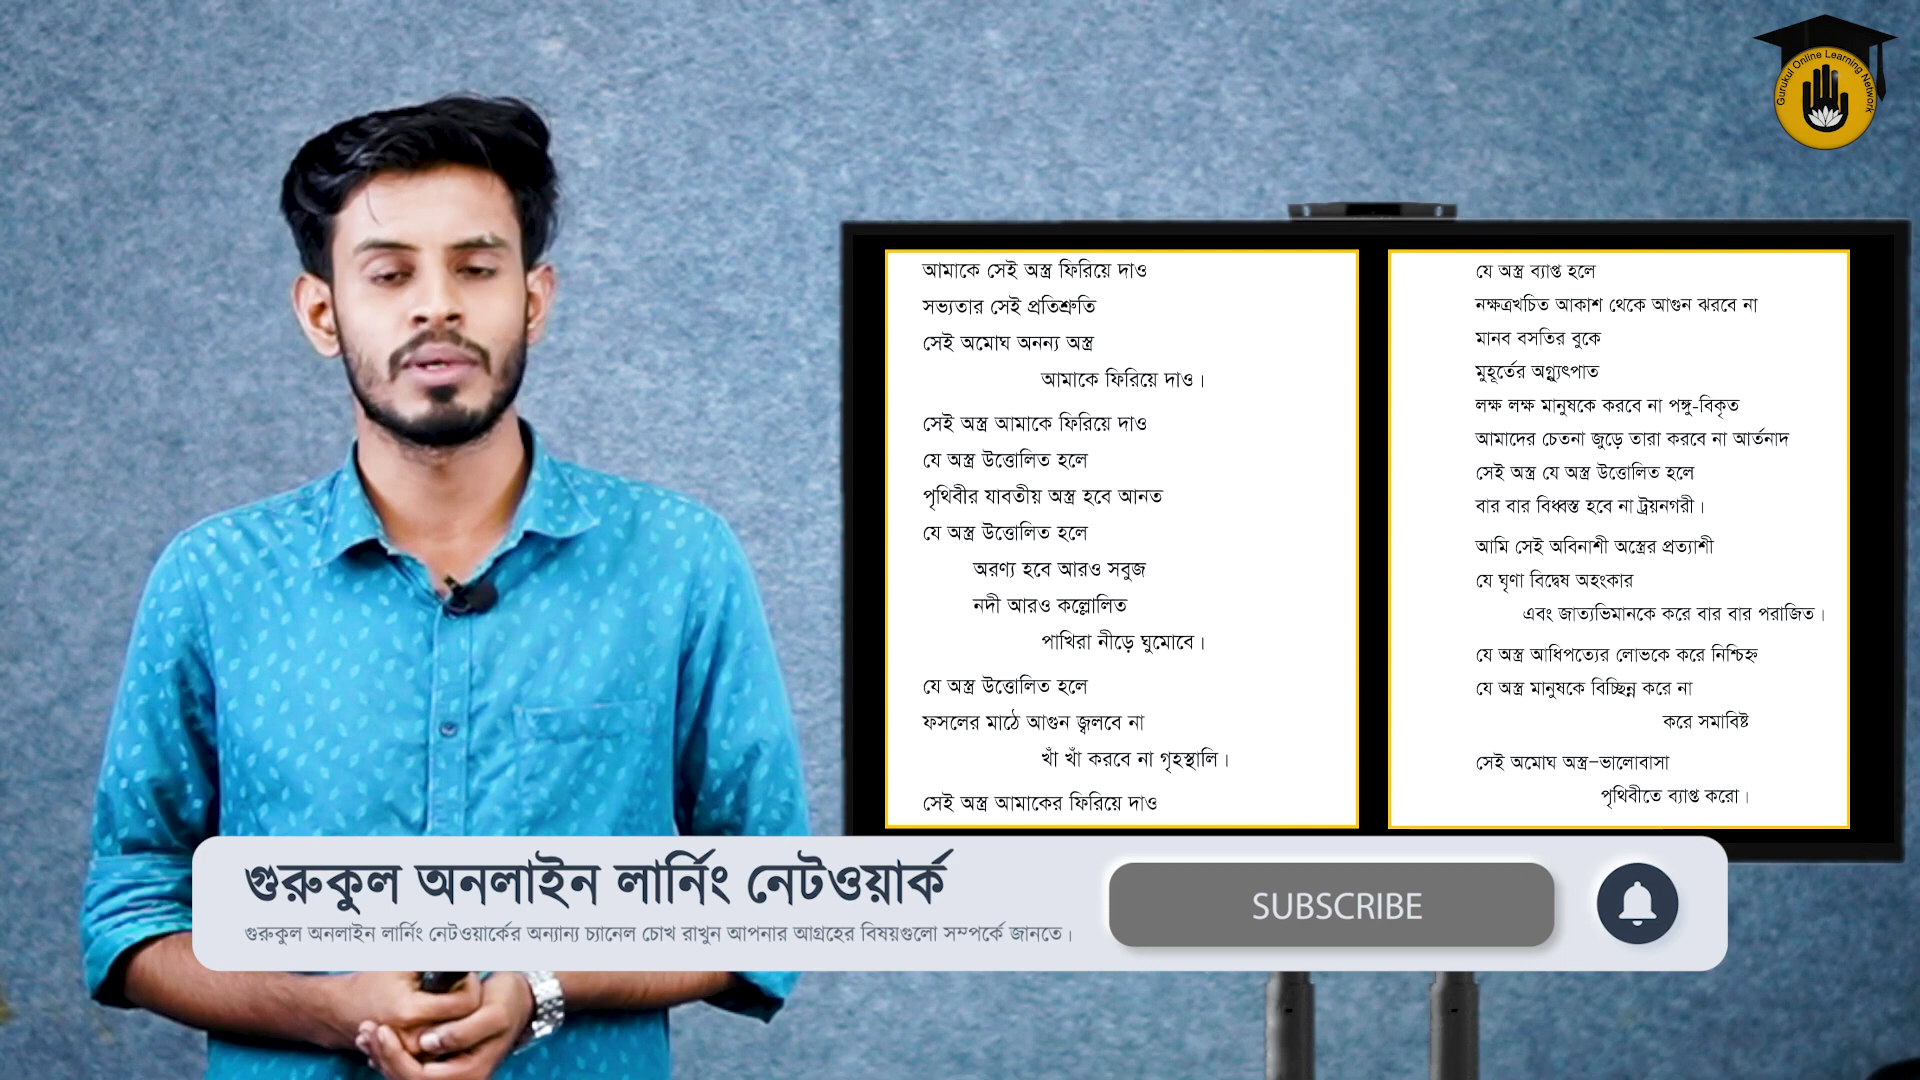 Gurukul Online Learning Network
আমাকে সেই অস্ত্র ফিরিয়ে দাও
সভ্যতার সেই প্রতিশ্রুতি
সেই অমোঘ অনন্য অস্ত্র
আমাকে ফিরিয়ে দাও।
সেই অস্ত্র আমাকে ফিরিয়ে দাও
যে অস্ত্র উত্তোলিত হলে
পৃথিবীর যাবতীয় অস্ত্র হবে আনত
যে অস্ত্র উত্তোলিত হলে
অরণ্য হবে আরও সবুজ
নদী আরও কল্লোলিত
পাখিরা নীড়ে ঘুমোবে।
যে অস্ত্র উত্তোলিত হলে
ফসলের মাঠে আগুন জ্বলবে না
খাঁ খাঁ করবে না গৃহস্থালি।
সেই অস্ত্র আমাকের ফিরিয়ে দাও
যে অস্ত্র ব্যাপ্ত হলে
নক্ষত্রখচিত আকাশ থেকে আগুন ঝরবে না
মানব বসতির বুকে
মুহূর্তের অগ্ন্যুৎপাত
লক্ষ লক্ষ মানুষকে করবে না পঙ্গু-বিকৃত
আমাদের চেতনা জুড়ে তারা করবে না আর্তনাদ
সেই অস্ত্র যে অস্ত্র উত্তোলিত হলে
বার বার বিধ্বস্ত হবে না ট্রয়নগরী।
আমি সেই অবিনাশী অস্ত্রের প্রত্যাশী
যে ঘৃণা বিদ্বেষ অহংকার
এবং জাত্যভিমানকে করে বার বার পরাজিত।
যে অস্ত্র আধিপত্যের লোভকে করে নিশ্চিহ্ন
যে অস্ত্র মানুষকে বিচ্ছিন্ন করে না
করে সমাবিষ্ট
সেই অমোঘ অস্ত্র–ভালোবাসা
পৃথিবীতে ব্যাপ্ত করো।
গুরুকুল অনলাইন লার্নিং নেটওয়ার্ক
গুরুকুল অনলাইন লার্নিং নেটওয়ার্কের অন্যান্য চ্যানেল চোখ রাখুন আপনার আগ্রহের বিষয়গুলো সম্পর্কে জানতে।
SUBSCRIBE